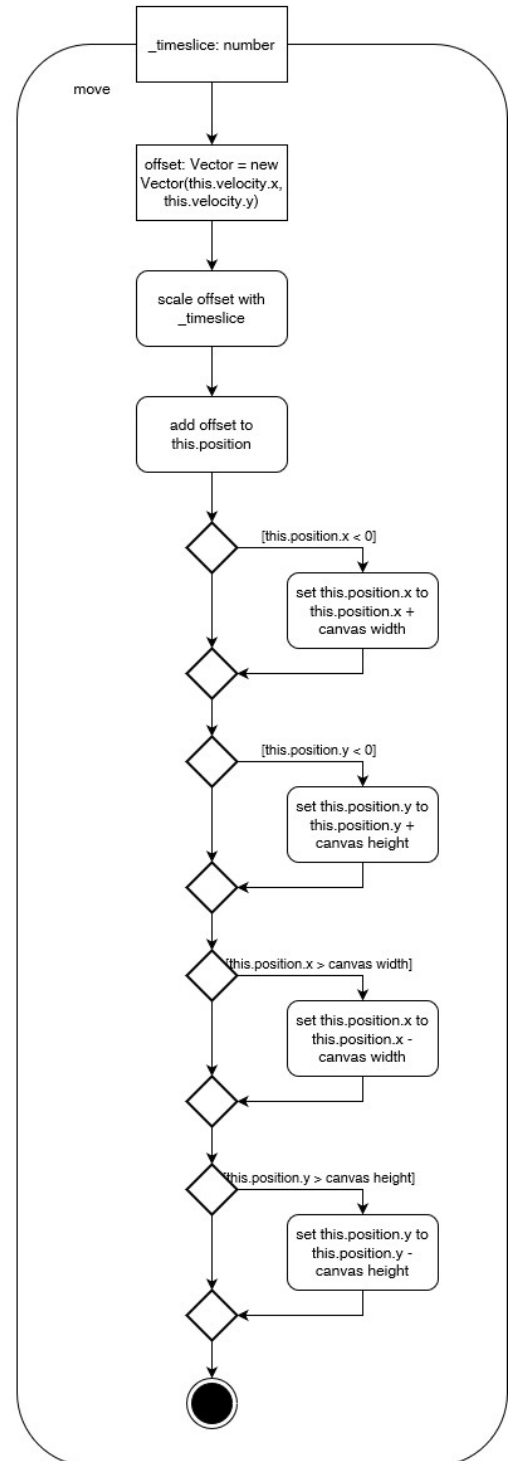 _timeslice: number
move
offset: Vector = new
Vector(this.velocity.x,
this.velocity.y)
scale offset with
_timeslice
add offset to
this.position
[this.position.x < 0]
set this.position.x to
this.position.x +
canvas width
[this.position.y < 0]
set this.position.y to
this.position.y +
canvas height
[this.position.x > canvas width]
set this.position.x to
this.position.x -
canvas width
[this.position.y > canvas height]
set this.position.y to
this.position.y -
canvas height